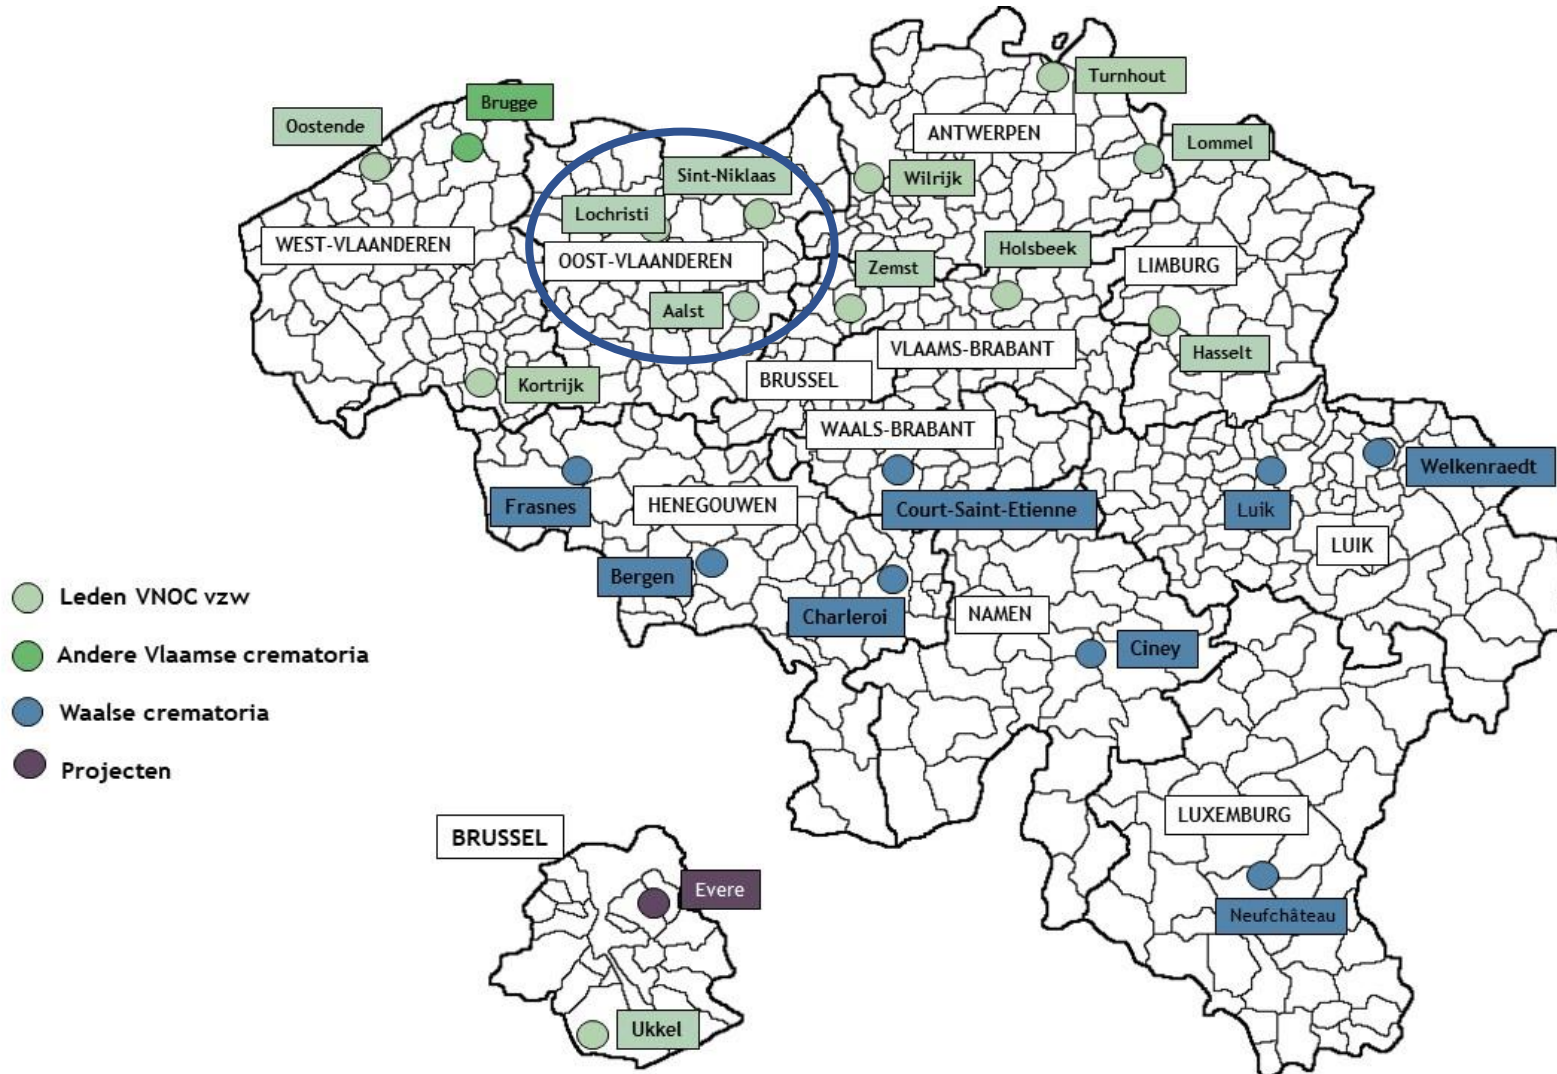 Turnhout
Brugge
Oostende
ANTWERPEN
Lommel
Sint-Niklaas
Wilrijk
Lochristi
WEST-VLAANDEREN
OOST-VLAANDEREN
Holsbeek
Zemst
LIMBURG
Aalst
VLAAMS-BRABANT
Hasselt
BRUSSEL
Kortrijk
WAALS-BRABANT
Welkenraedt
Frasnes
HENEGOUWEN
Court-Saint-Etienne
Luik
LUIK
Bergen
Leden VNOC vzw
Charleroi
NAMEN
Ciney
Andere Vlaamse crematoria
Waalse crematoria
Projecten
LUXEMBURG
BRUSSEL
Evere
Neufchâteau
Ukkel